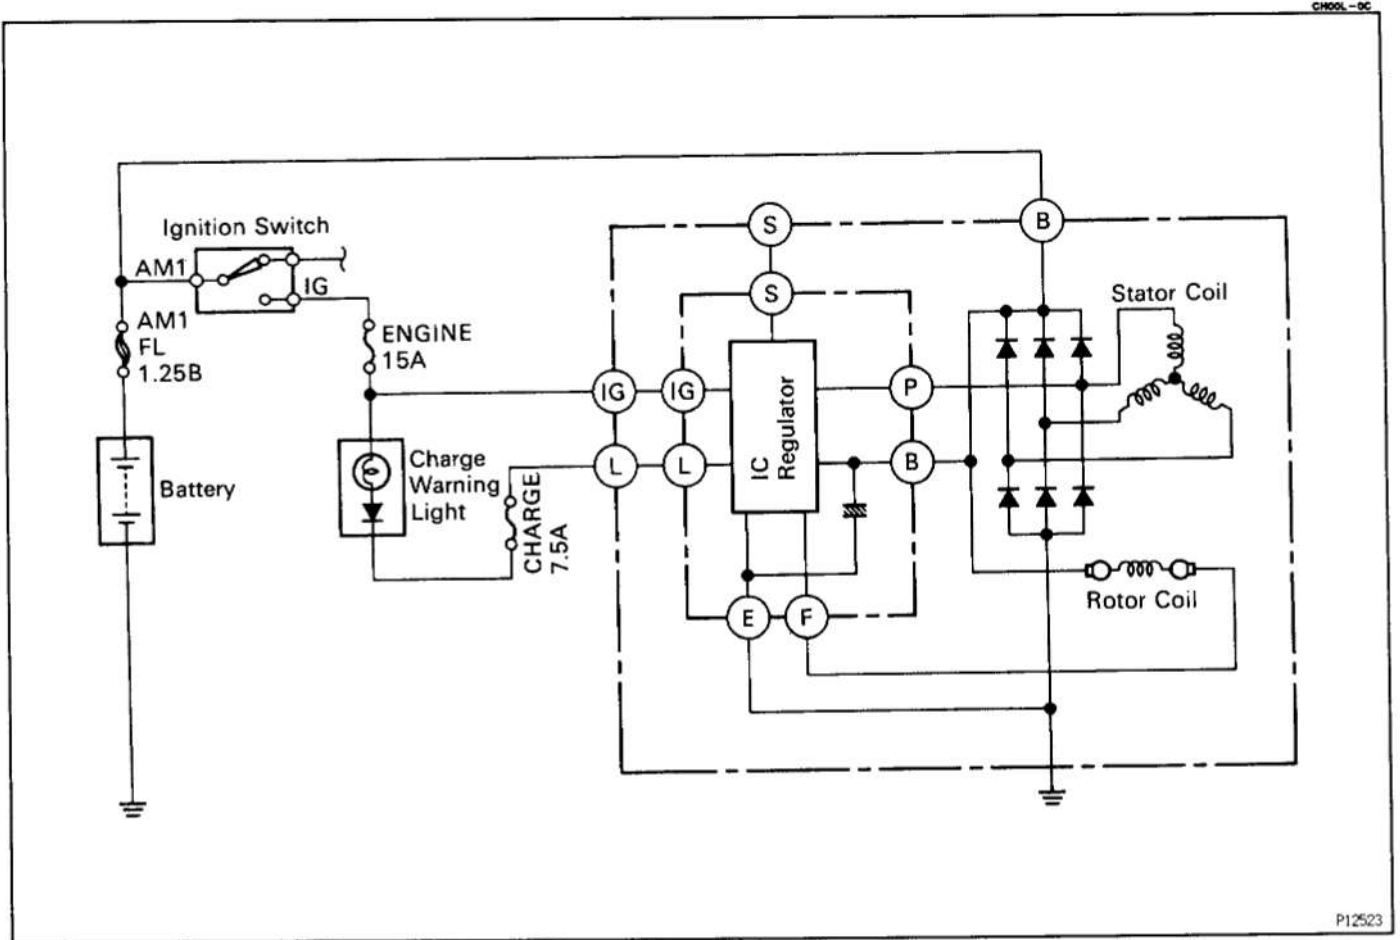 CH00L-0C
Ignition Switch
AM1
IG
AM1
FL
1.25B
ENGINE
15A
Battery
Charge
Warning
Light
CHARGE
7.5A
S
B
S
IG
IG
P
L
L
B
IC
Regulator
E
F
Stator Coil
Rotor Coil
P12523